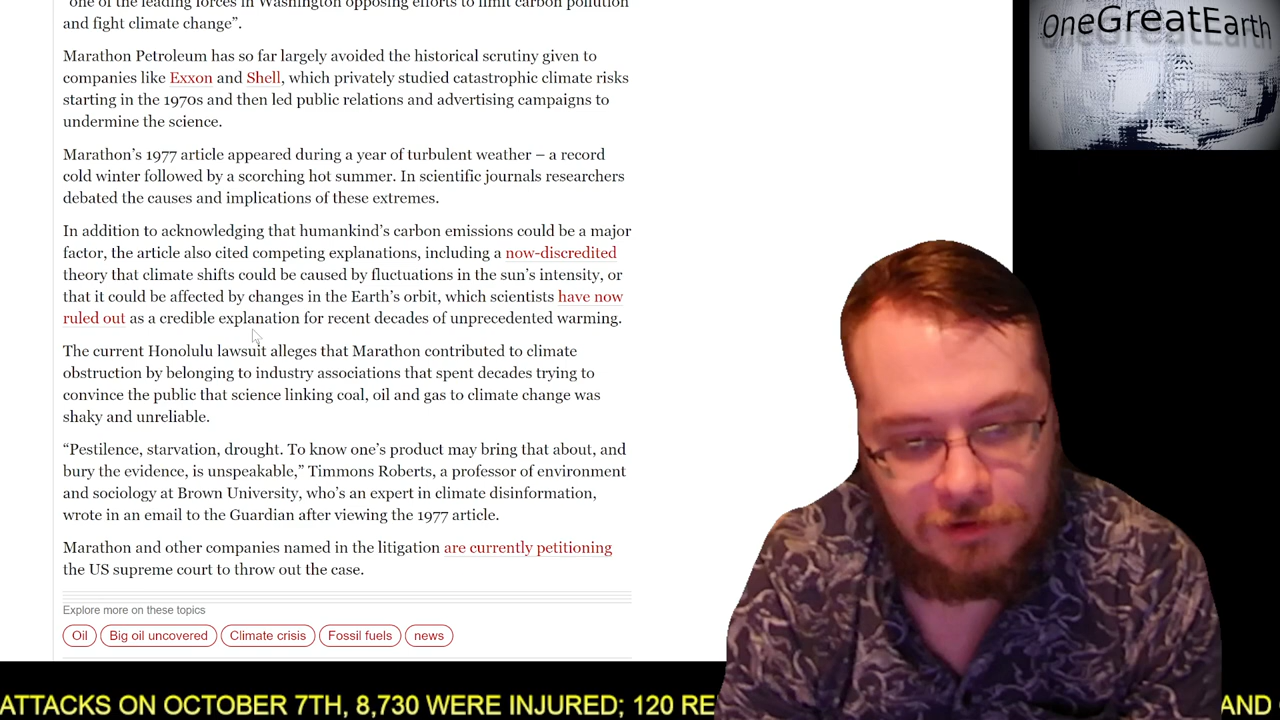 "one of the leading forces in Washington opposing efforts to limit carbon pollution
and fight climate change".
Marathon Petroleum has so far largely avoided the historical scrutiny given to
companies like Exxon and Shell, which privately studied catastrophic climate risks
starting in the 1970s and then led public relations and advertising campaigns to
undermine the science.
Marathon's 1977 article appeared during a year of turbulent weather – a record
cold winter followed by a scorching hot summer. In scientific journals researchers
debated the causes and implications of these extremes.
In addition to acknowledging that humankind's carbon emissions could be a major
factor, the article also cited competing explanations, including a now-discredited
theory that climate shifts could be caused by fluctuations in the sun's intensity, or
that it could be affected by changes in the Earth's orbit, which scientists have now
ruled out as a credible explanation for recent decades of unprecedented warming.
The current Honolulu lawsuit alleges that Marathon contributed to climate
obstruction by belonging to industry associations that spent decades trying to
convince the public that science linking coal, oil and gas to climate change was
shaky and unreliable.
“Pestilence, starvation, drought. To know one's product may bring that about, and
bury the evidence, is unspeakable,” Timmons Roberts, a professor of environment
and sociology at Brown University, who's an expert in climate disinformation,
wrote in an email to the Guardian after viewing the 1977 article.
Marathon and other companies named in the litigation are currently petitioning
the US supreme court to throw out the case.
Explore more on these topics
Oil Big oil uncovered Climate crisis Fossil fuels news
OneGreatEarth
ATTACKS ON OCTOBER 7TH, 8,730 WERE INJURED; 120 RE AND